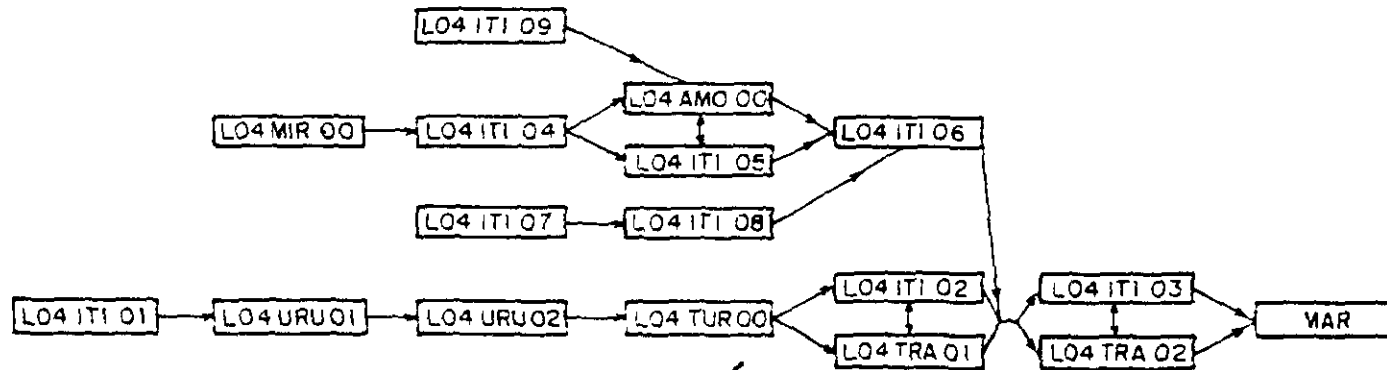 L04 ITI 09
L04 AMO 00
L04 MIR 00
L04 ITI 04
L04 ITI 06
L04 ITI 05
L04 ITI 07
L04 ITI 08
L04 ITI 02
L04 ITI 03
L04 ITI 01
L04 URU 01
L04 URU 02
L04 TUR 00
MAR
L04 TRA 01
L04 TRA 02